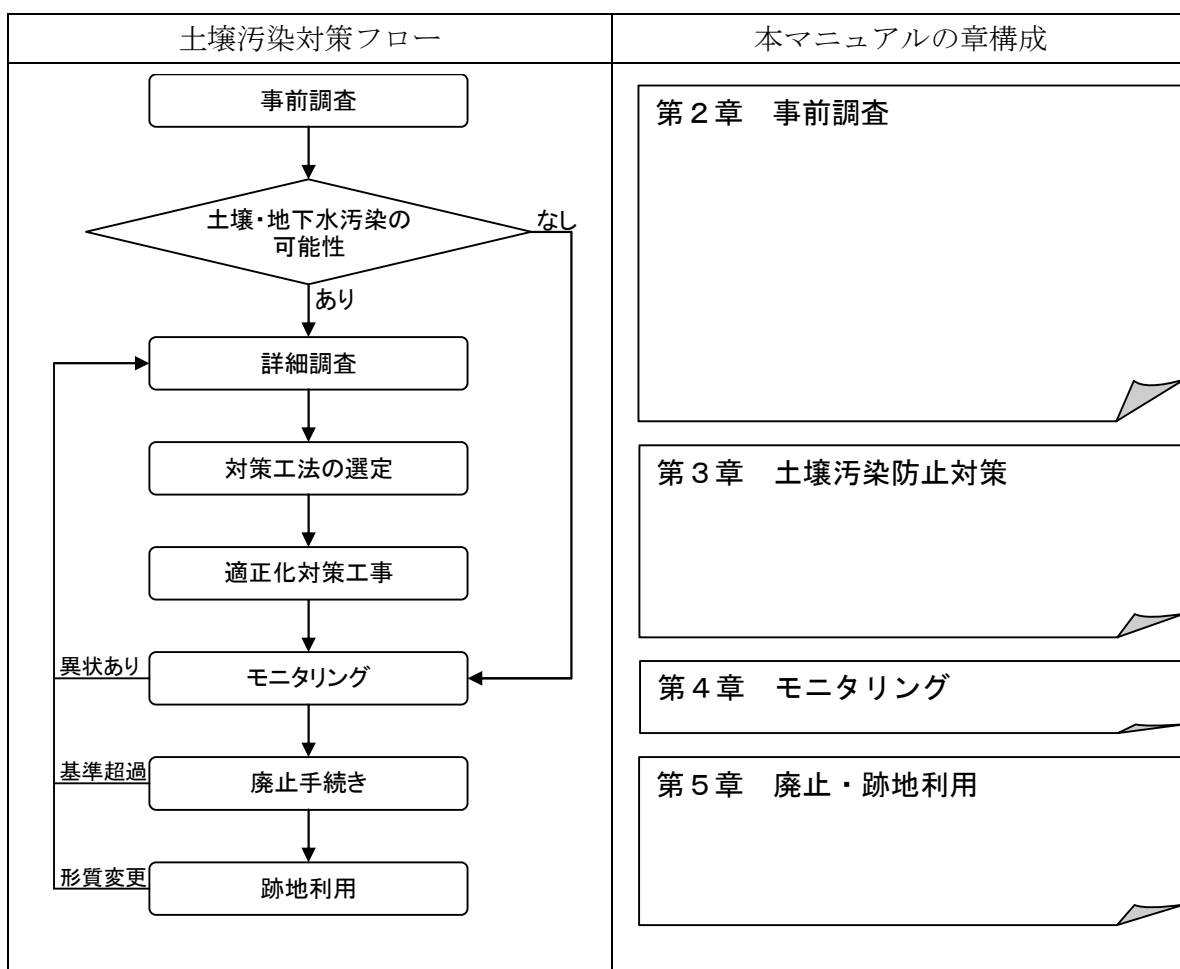 土壌汚染対策フロー
本マニュアルの章構成
事前調査
土壌・地下水汚染の
可能性
なし
あり
詳細調査
対策工法の選定
適正化対策工事
異状あり
モニタリング
基準超過
廃止手続き
形質変更
跡地利用
第２章　事前調査
第３章　土壌汚染防止対策
第４章　モニタリング
第５章　廃止・跡地利用